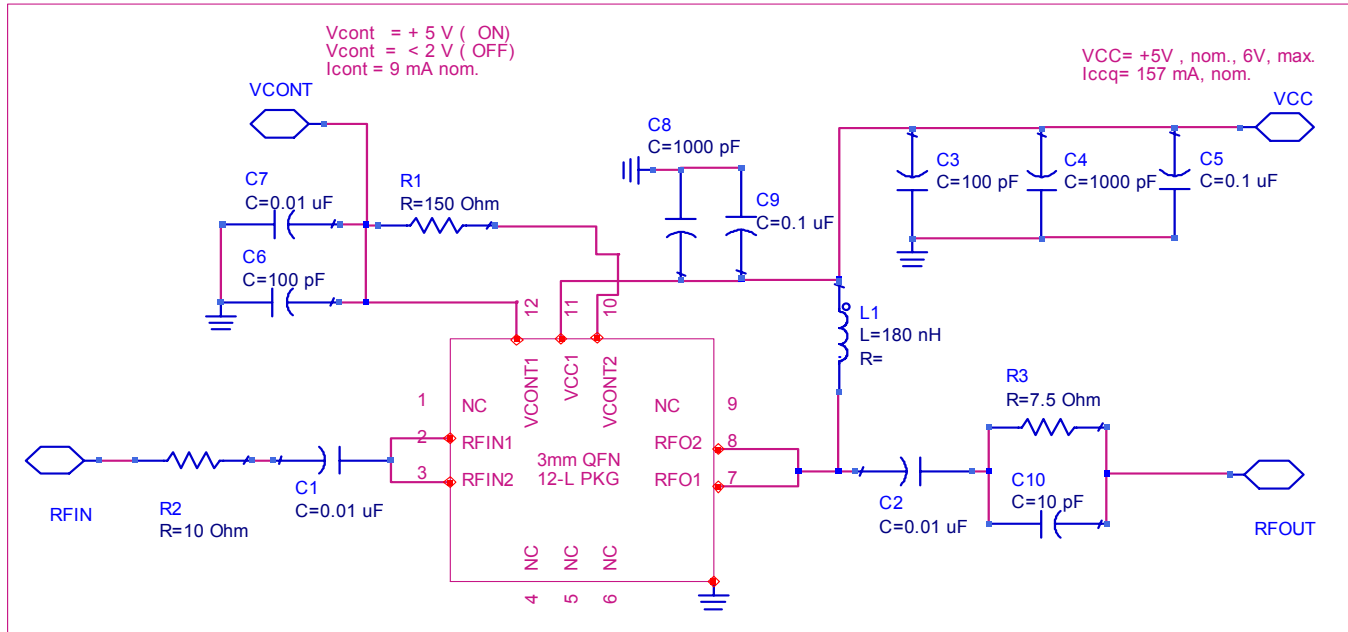 Vcont = + 5 V ( ON)
Vcont = < 2 V ( OFF)
Icont = 9 mA nom.
VCC= +5V , nom., 6V, max.
Iccq= 157 mA, nom.
VCONT
VCC
C8
C=1000 pF
C3
C=100 pF
C4
C=1000 pF
C5
C=0.1 uF
C7
C=0.01 uF
R1
R=150 Ohm
C9
C=0.1 uF
C6
C=100 pF
12
11
10
L1
L=180 nH
R=
VCONT1
VCC1
VCONT2
1
NC
NC
9
R3
R=7.5 Ohm
2
RFIN1
RFO2
8
3mm QFN
12-L PKG
3
RFIN2
RFO1
7
C1
C=0.01 uF
C10
C=10 pF
C2
C=0.01 uF
R2
R=10 Ohm
RFIN
RFOUT
NC
NC
NC
4
5
6